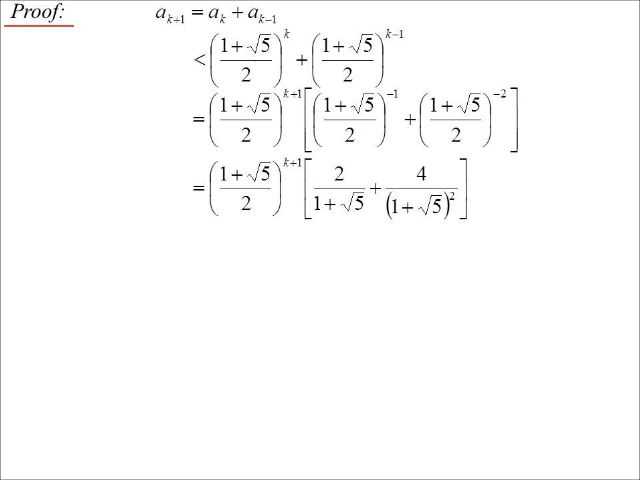 Proof: a_{k+1} = a_k + a_{k−1}
< ((1+√5)/2)^k + ((1+√5)/2)^{k−1}
= ((1+√5)/2)^{k+1} [((1+√5)/2)^{−1} + ((1+√5)/2)^{−2}]
= ((1+√5)/2)^{k+1} [2/(1+√5) + 4/(1+√5)^2]